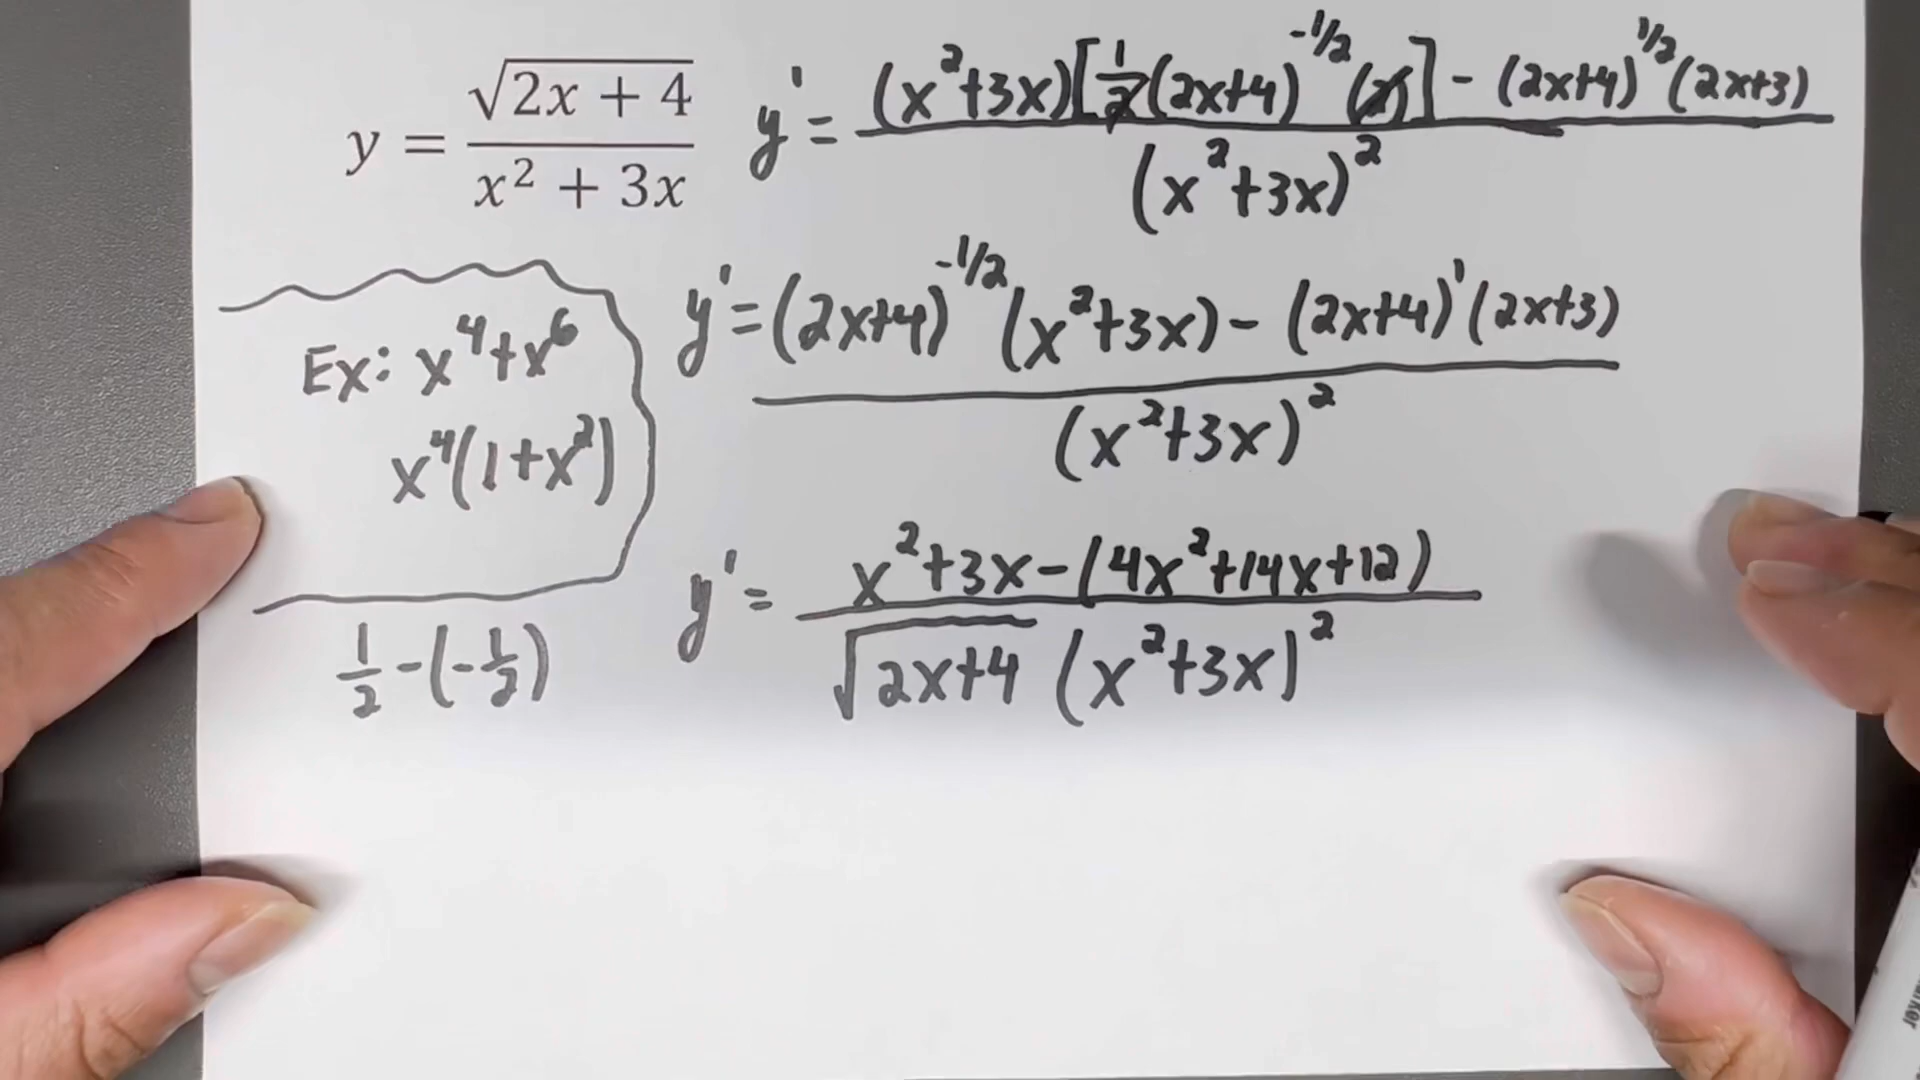 y = √(2x + 4) / (x² + 3x)
y' = (x²+3x)[1/2(2x+4)^-1/2(2)] - (2x+4)^1/2(2x+3) / (x²+3x)²
Ex: x⁴+x⁶
x⁴(1+x²)
1/2-(-1/2)
y'=(2x+4)^-1/2(x²+3x)-(2x+4)¹(2x+3) / (x²+3x)²
y'= x²+3x-(4x²+14x+12) / √(2x+4) (x²+3x)²